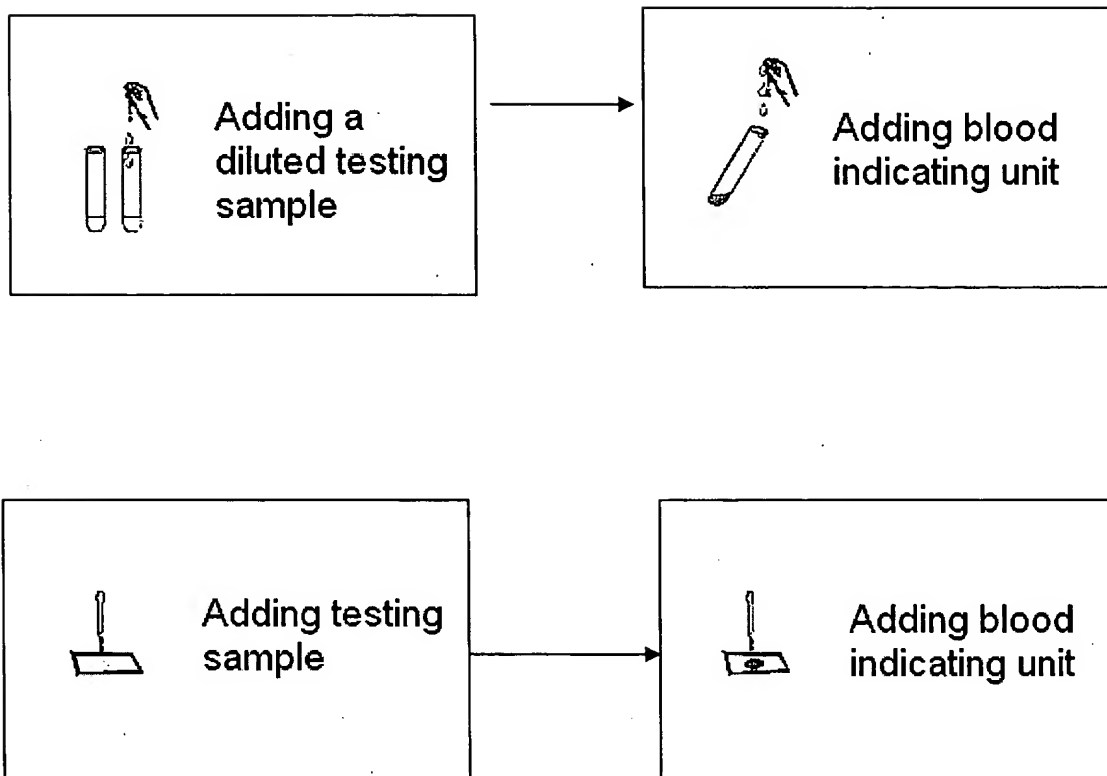 Adding a
diluted testing
sample
Adding blood
indicating unit
Adding testing
sample
Adding blood
indicating unit